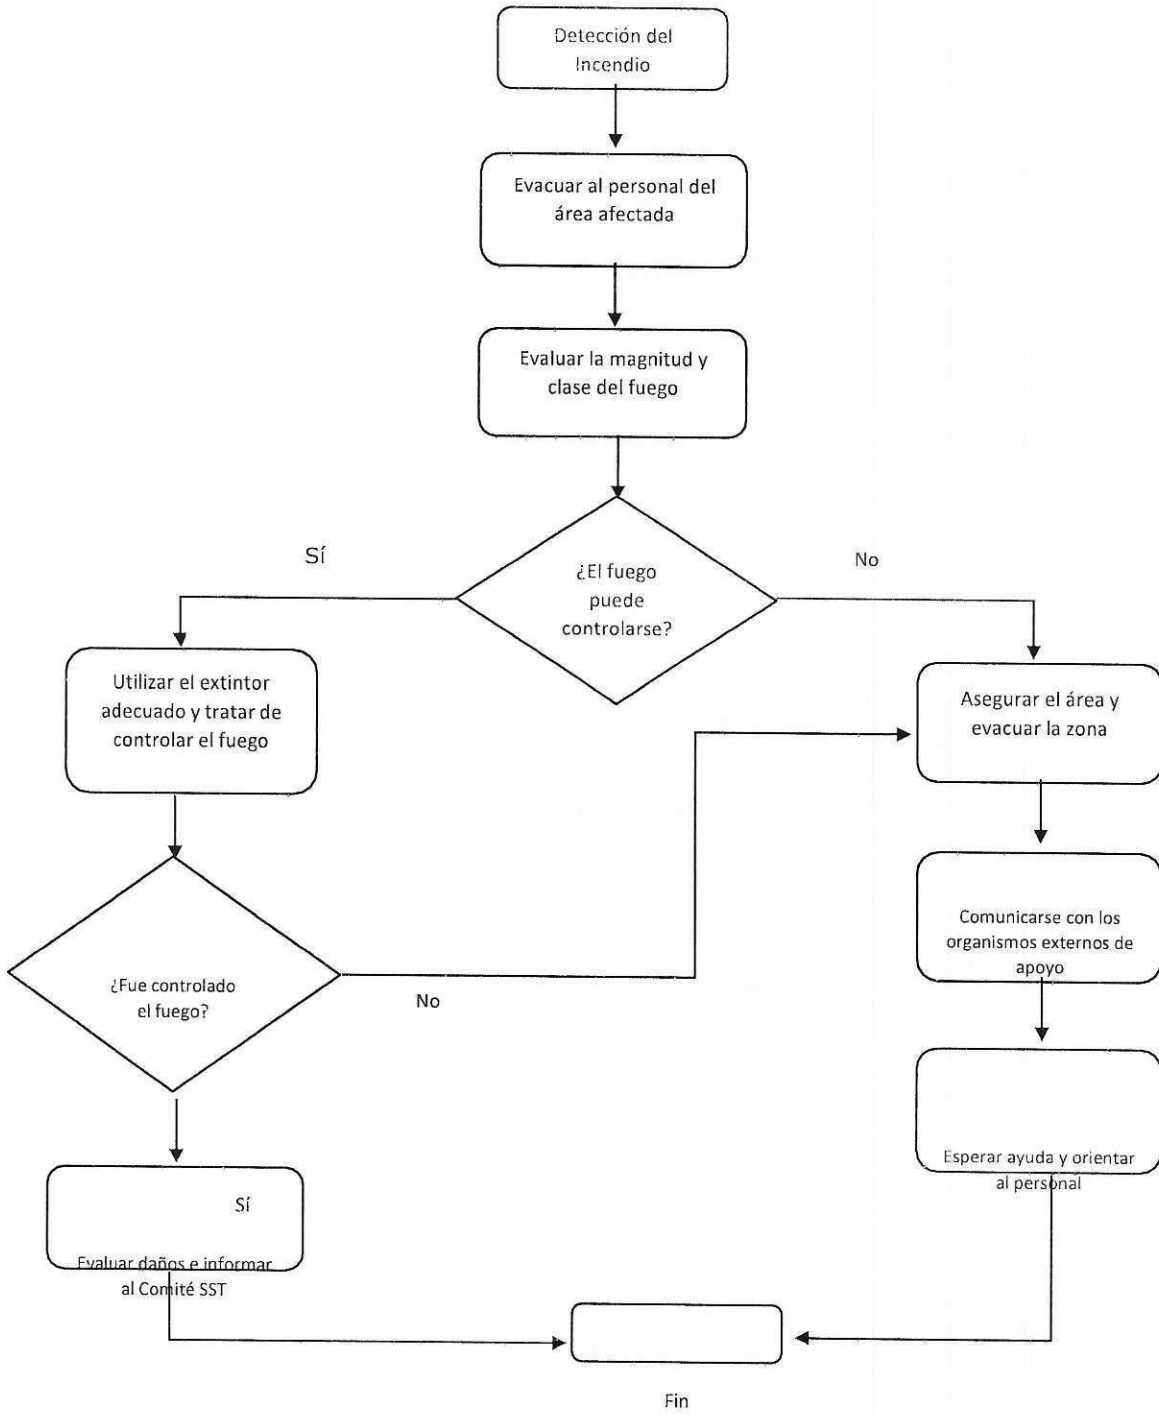 Detección del
Incendio
Evacuar al personal del
área afectada
Evaluar la magnitud y
clase del fuego
¿El fuego
puede
controlarse?
Sí
No
Utilizar el extintor
adecuado y tratar de
controlar el fuego
Asegurar el área y
evacuar la zona
¿Fue controlado
el fuego?
No
Comunicarse con los
organismos externos de
apoyo
Esperar ayuda y orientar
al personal
Sí
Evaluar daños e informar
al Comité SST
Fin